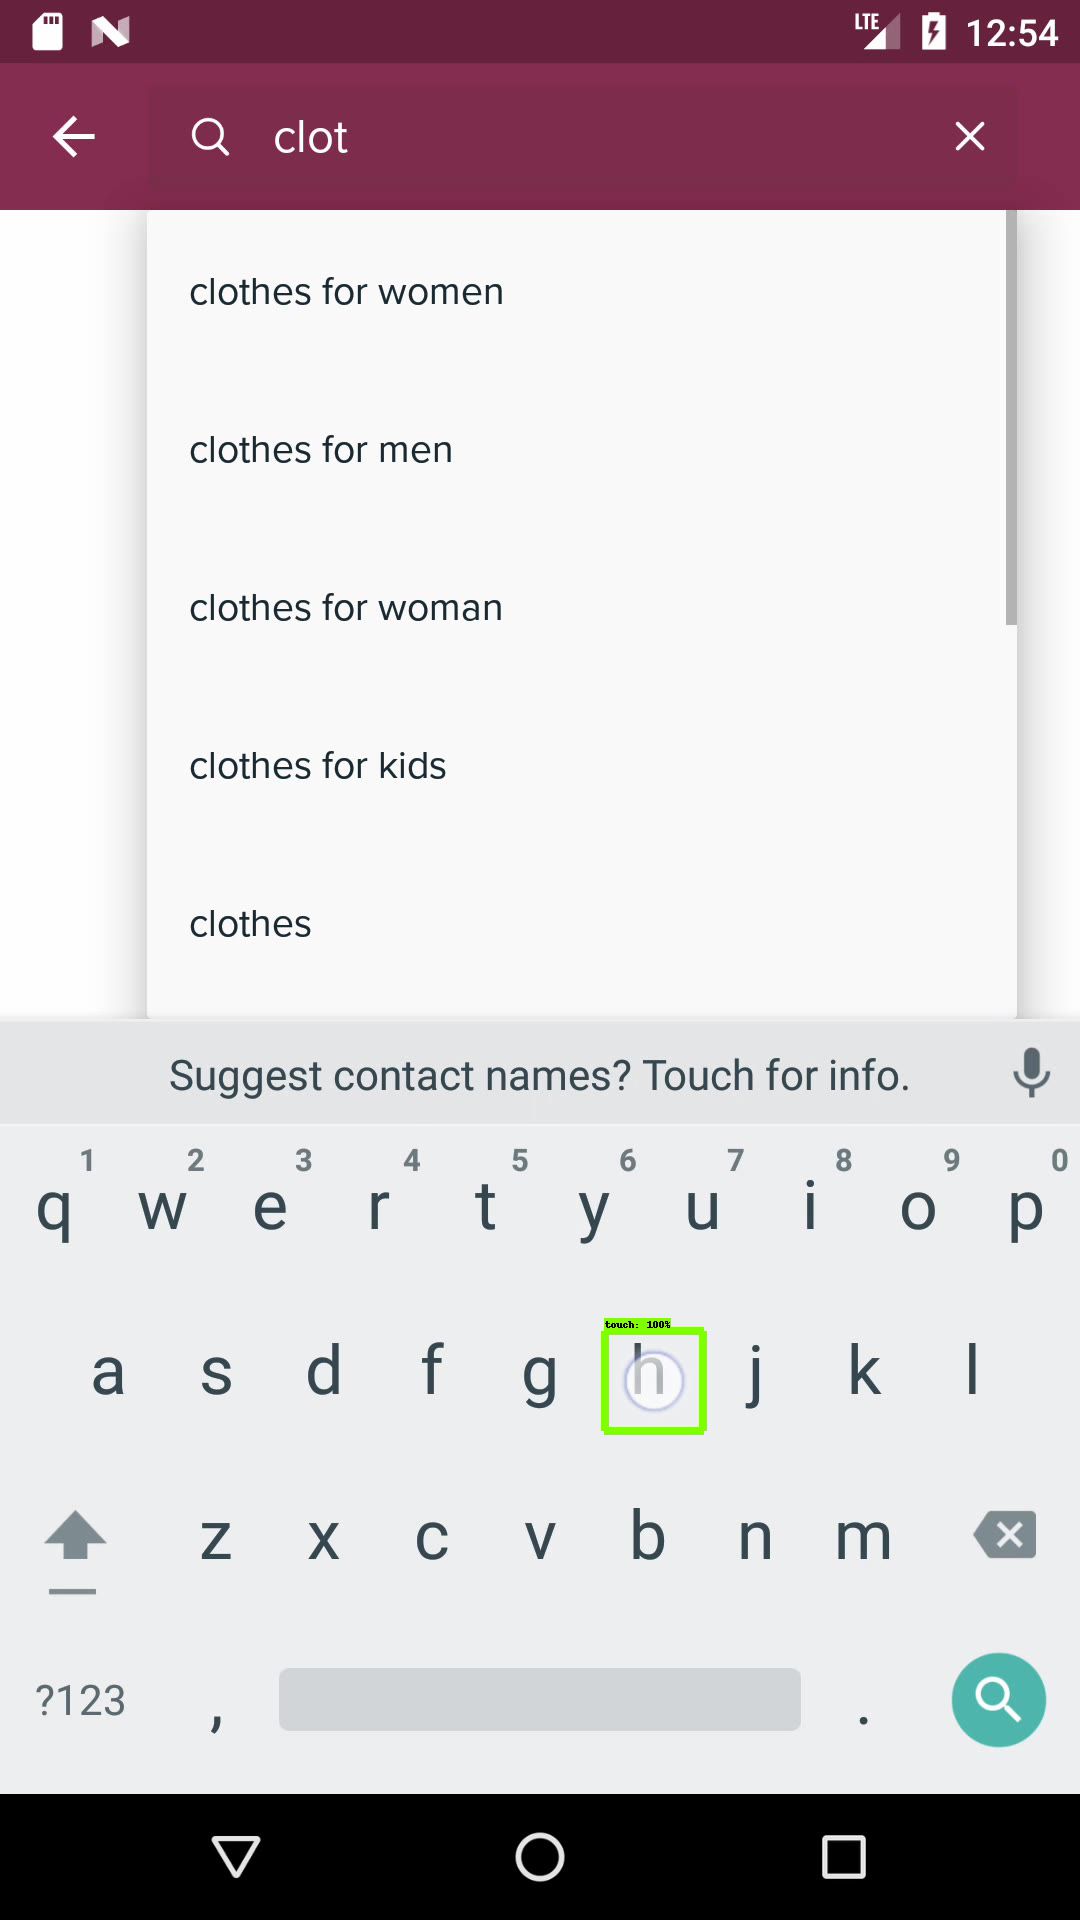 LTE 12:54
clot
clothes for women
clothes for men
clothes for woman
clothes for kids
clothes
Suggest contact names? Touch for info.
1 2 3 4 5 6 7 8 9 0
q w e r t y u i o p
touch: 100%
a s d f g h j k l
z x c v b n m
?123 , .